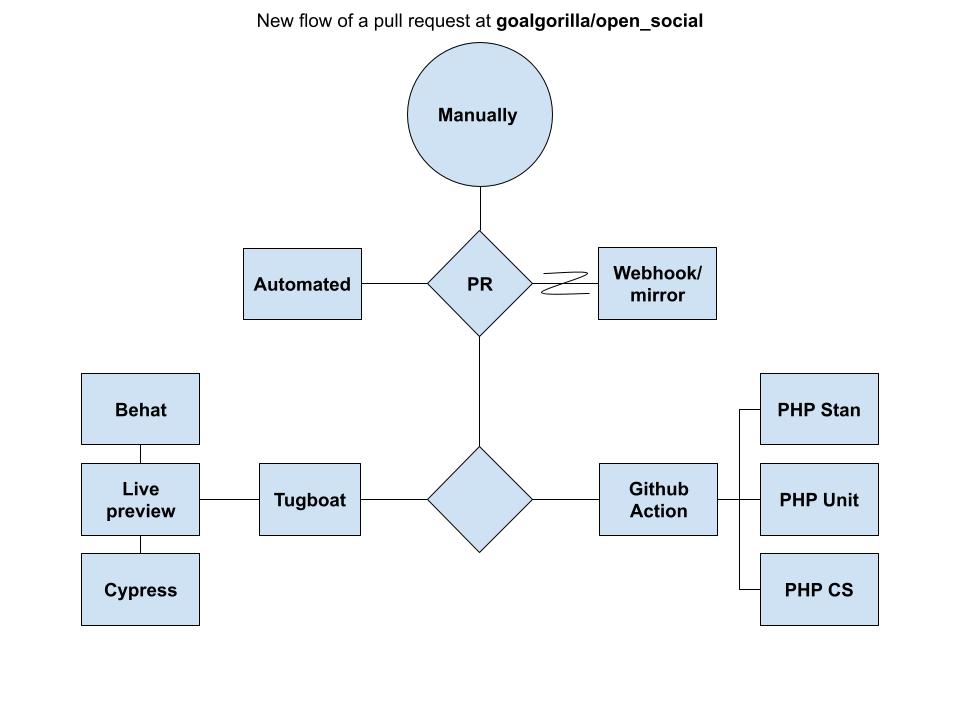 New flow of a pull request at goalgorilla/open_social
Manually
Automated
PR
Webhook/
mirror
Behat
PHP Stan
Live
preview
Tugboat
Github
Action
PHP Unit
Cypress
PHP CS